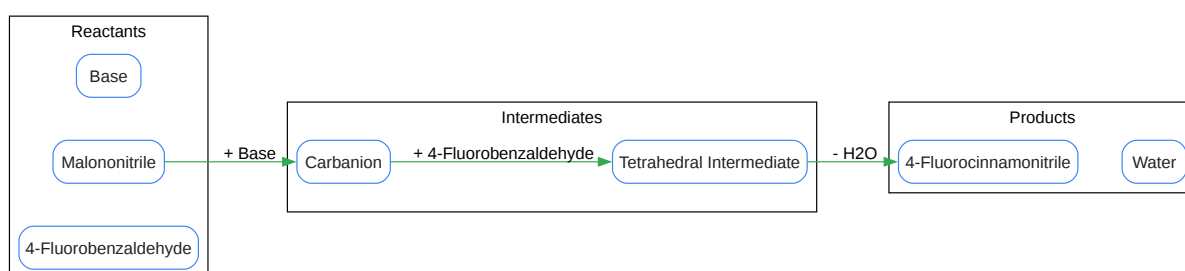 Reactants
Base
Malononitrile
4-Fluorobenzaldehyde
+ Base
Intermediates
Carbanion
+ 4-Fluorobenzaldehyde
Tetrahedral Intermediate
- H2O
Products
4-Fluorocinnamonitrile
Water